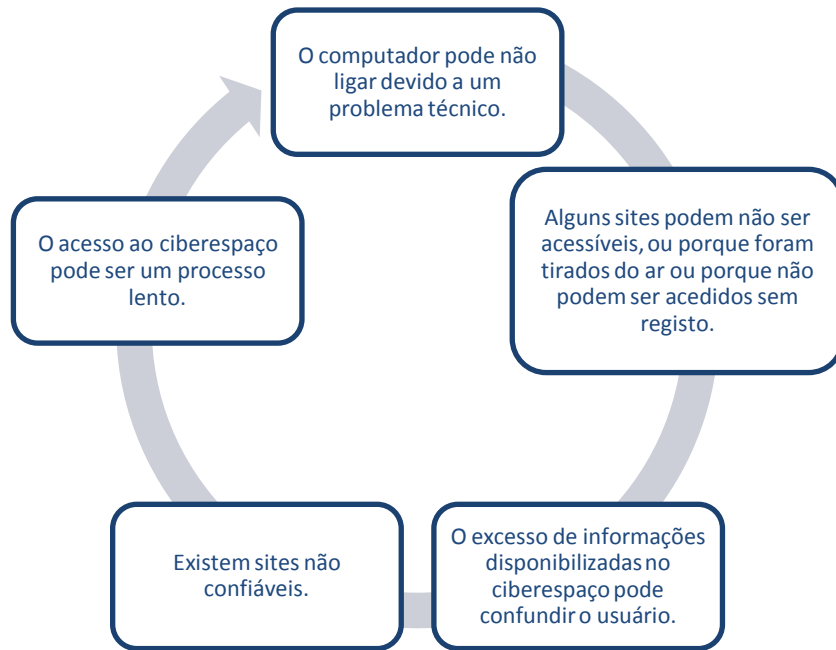 O computador pode não
ligar devido a um
problema técnico.
Alguns sites podem não ser
acessíveis, ou porque foram
tirados do ar ou porque não
podem ser acedidos sem
registo.
O excesso de informações
disponibilizadas no
ciberespaço pode
confundir o usuário.
Existem sites não
confiáveis.
O acesso ao ciberespaço
pode ser um processo
lento.